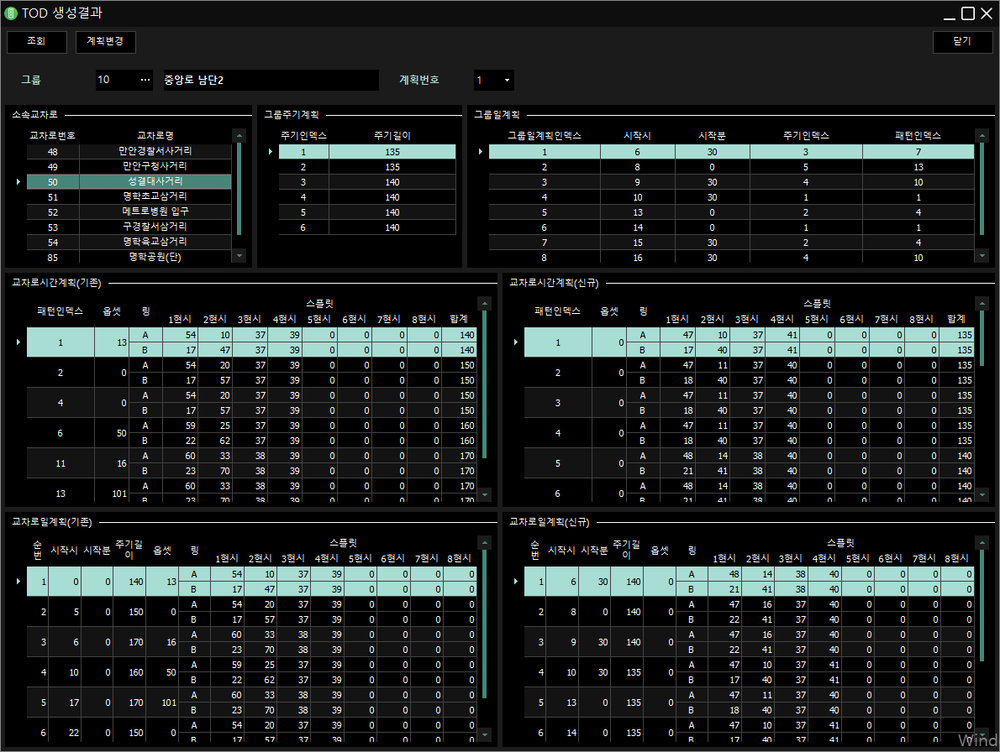 TOD 생성결과
조회 계획변경 닫기
그룹 10 ... 중앙로 남단2 계획번호 1
소속교차로
교차로번호 교차로명
48 만안경찰서사거리
49 만안구청사거리
50 성결대사거리
51 명학초교삼거리
52 메트로병원 입구
53 구경찰서삼거리
54 명학육교삼거리
85 명학공원(단)
그룹주기계획
주기인덱스 주기길이
1 135
2 135
3 140
4 140
5 140
6 140
그룹일계획
그룹일계획인덱스 시작시 시작분 주기인덱스 패턴인덱스
1 6 30 3 7
2 8 0 5 13
3 9 30 4 10
4 10 30 1 1
5 13 0 2 4
6 14 0 1 1
7 15 30 2 4
8 16 30 4 10
교차로시간계획(기존)
스플릿
패턴인덱스 옵셋 링 1현시 2현시 3현시 4현시 5현시 6현시 7현시 8현시 합계
1 13 A 54 10 37 39 0 0 0 0 140
B 17 47 37 39 0 0 0 0 140
2 0 A 54 20 37 39 0 0 0 0 150
B 17 57 37 39 0 0 0 0 150
4 0 A 54 20 37 39 0 0 0 0 150
B 17 57 37 39 0 0 0 0 150
6 50 A 59 25 37 39 0 0 0 0 160
B 22 62 37 39 0 0 0 0 160
11 16 A 60 33 38 39 0 0 0 0 170
B 23 70 38 39 0 0 0 0 170
13 101 A 60 33 38 39 0 0 0 0 170
B 23 70 38 39 0 0 0 0 170
교차로시간계획(신규)
스플릿
패턴인덱스 옵셋 링 1현시 2현시 3현시 4현시 5현시 6현시 7현시 8현시 합계
1 0 A 47 10 37 41 0 0 0 0 135
B 17 40 37 41 0 0 0 0 135
2 0 A 47 11 37 40 0 0 0 0 135
B 18 40 37 40 0 0 0 0 135
3 0 A 47 11 37 40 0 0 0 0 135
B 18 40 37 40 0 0 0 0 135
4 0 A 47 11 37 40 0 0 0 0 135
B 18 40 37 40 0 0 0 0 135
5 0 A 48 14 38 40 0 0 0 0 140
B 21 41 38 40 0 0 0 0 140
6 0 A 48 14 38 40 0 0 0 0 140
B 21 41 38 40 0 0 0 0 140
교차로일계획(기존)
스플릿
순번 시작시 시작분 주기길이 옵셋 링 1현시 2현시 3현시 4현시 5현시 6현시 7현시 8현시
1 0 0 140 13 A 54 10 37 39 0 0 0 0
B 17 47 37 39 0 0 0 0
2 5 0 150 0 A 54 20 37 39 0 0 0 0
B 17 57 37 39 0 0 0 0
3 6 0 170 16 A 60 33 38 39 0 0 0 0
B 23 70 38 39 0 0 0 0
4 10 0 160 50 A 59 25 37 39 0 0 0 0
B 22 62 37 39 0 0 0 0
5 17 0 170 101 A 60 33 38 39 0 0 0 0
B 23 70 38 39 0 0 0 0
6 22 0 150 0 A 54 20 37 39 0 0 0 0
B 17 57 37 39 0 0 0 0
교차로일계획(신규)
스플릿
순번 시작시 시작분 주기길이 옵셋 링 1현시 2현시 3현시 4현시 5현시 6현시 7현시 8현시
1 6 30 140 0 A 48 14 38 40 0 0 0 0
B 21 41 38 40 0 0 0 0
2 8 0 140 0 A 47 16 37 40 0 0 0 0
B 22 41 37 40 0 0 0 0
3 9 30 140 0 A 47 16 37 40 0 0 0 0
B 22 41 37 40 0 0 0 0
4 10 30 135 0 A 47 10 37 41 0 0 0 0
B 17 40 37 41 0 0 0 0
5 13 0 135 0 A 47 11 37 40 0 0 0 0
B 18 40 37 40 0 0 0 0
6 14 0 135 0 A 47 10 37 41 0 0 0 0
B 17 40 37 41 0 0 0 0
Wind